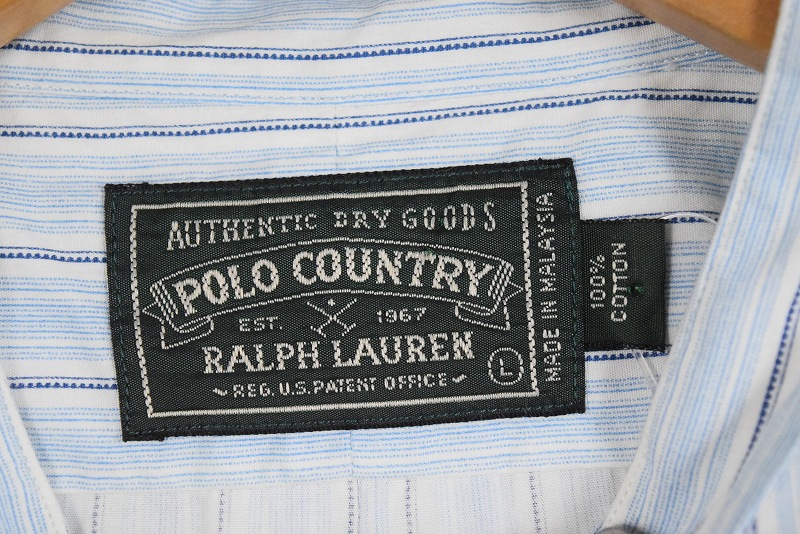 AUTHENTIC DRY GOODS
POLO COUNTRY
EST. 1967
RALPH LAUREN
REG. U.S. PATENT OFFICE
L
MADE IN MALAYSIA
100%
COTTON